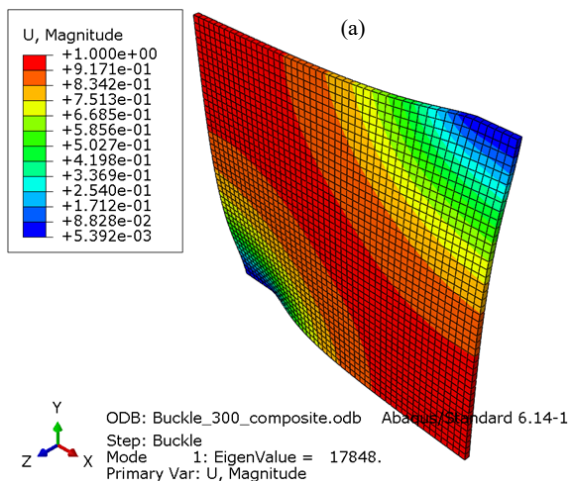 (a)
U, Magnitude
+1.000e+00
+9.171e-01
+8.342e-01
+7.513e-01
+6.685e-01
+5.856e-01
+5.027e-01
+4.198e-01
+3.369e-01
+2.540e-01
+1.712e-01
+8.828e-02
+5.392e-03
Y
Z X
ODB: Buckle_300_composite.odb Abaqus/Standard 6.14-1
Step: Buckle
Mode 1: EigenValue = 17848.
Primary Var: U, Magnitude